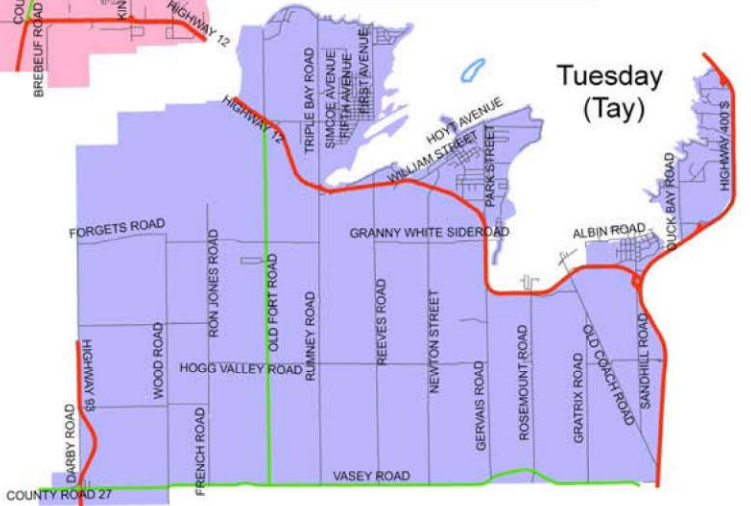 COU
BREBEUF ROAD
KIN
HIGHWAY 12
Tuesday
(Tay)
HIGHWAY 12
TRIPLE BAY ROAD
SIMCOE AVENUE
FIFTH AVENUE
FIRST AVENUE
HOYT AVENUE
WILLIAM STREET
PARK STREET
HIGHWAY 400 S
DUCK BAY ROAD
FORGETS ROAD
GRANNY WHITE SIDEROAD
ALBIN ROAD
RON JONES ROAD
OLD FORT ROAD
RUMNEY ROAD
REEVES ROAD
NEWTON STREET
WOOD ROAD
HIGHWAY 93
HOGG VALLEY ROAD
GERVAIS ROAD
ROSEMOUNT ROAD
GRATRIX ROAD
OLD COACH ROAD
SANDHILL ROAD
DARBY ROAD
FRENCH ROAD
VASEY ROAD
COUNTY ROAD 27